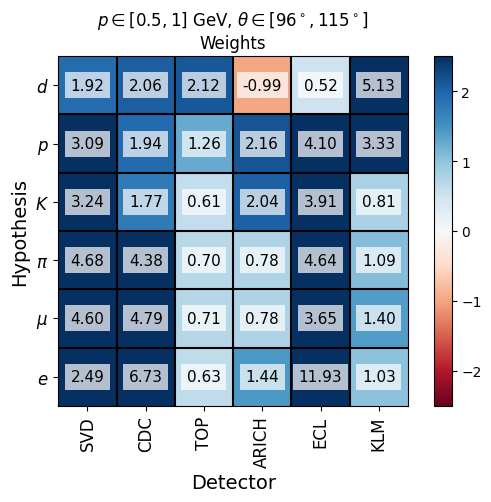 p ∈ [0.5, 1] GeV, θ ∈ [96°, 115°]
Weights
d 1.92 2.06 2.12 -0.99 0.52 5.13
p 3.09 1.94 1.26 2.16 4.10 3.33
K 3.24 1.77 0.61 2.04 3.91 0.81
π 4.68 4.38 0.70 0.78 4.64 1.09
μ 4.60 4.79 0.71 0.78 3.65 1.40
e 2.49 6.73 0.63 1.44 11.93 1.03
Hypothesis
SVD CDC TOP ARICH ECL KLM
Detector
2
1
0
−1
−2